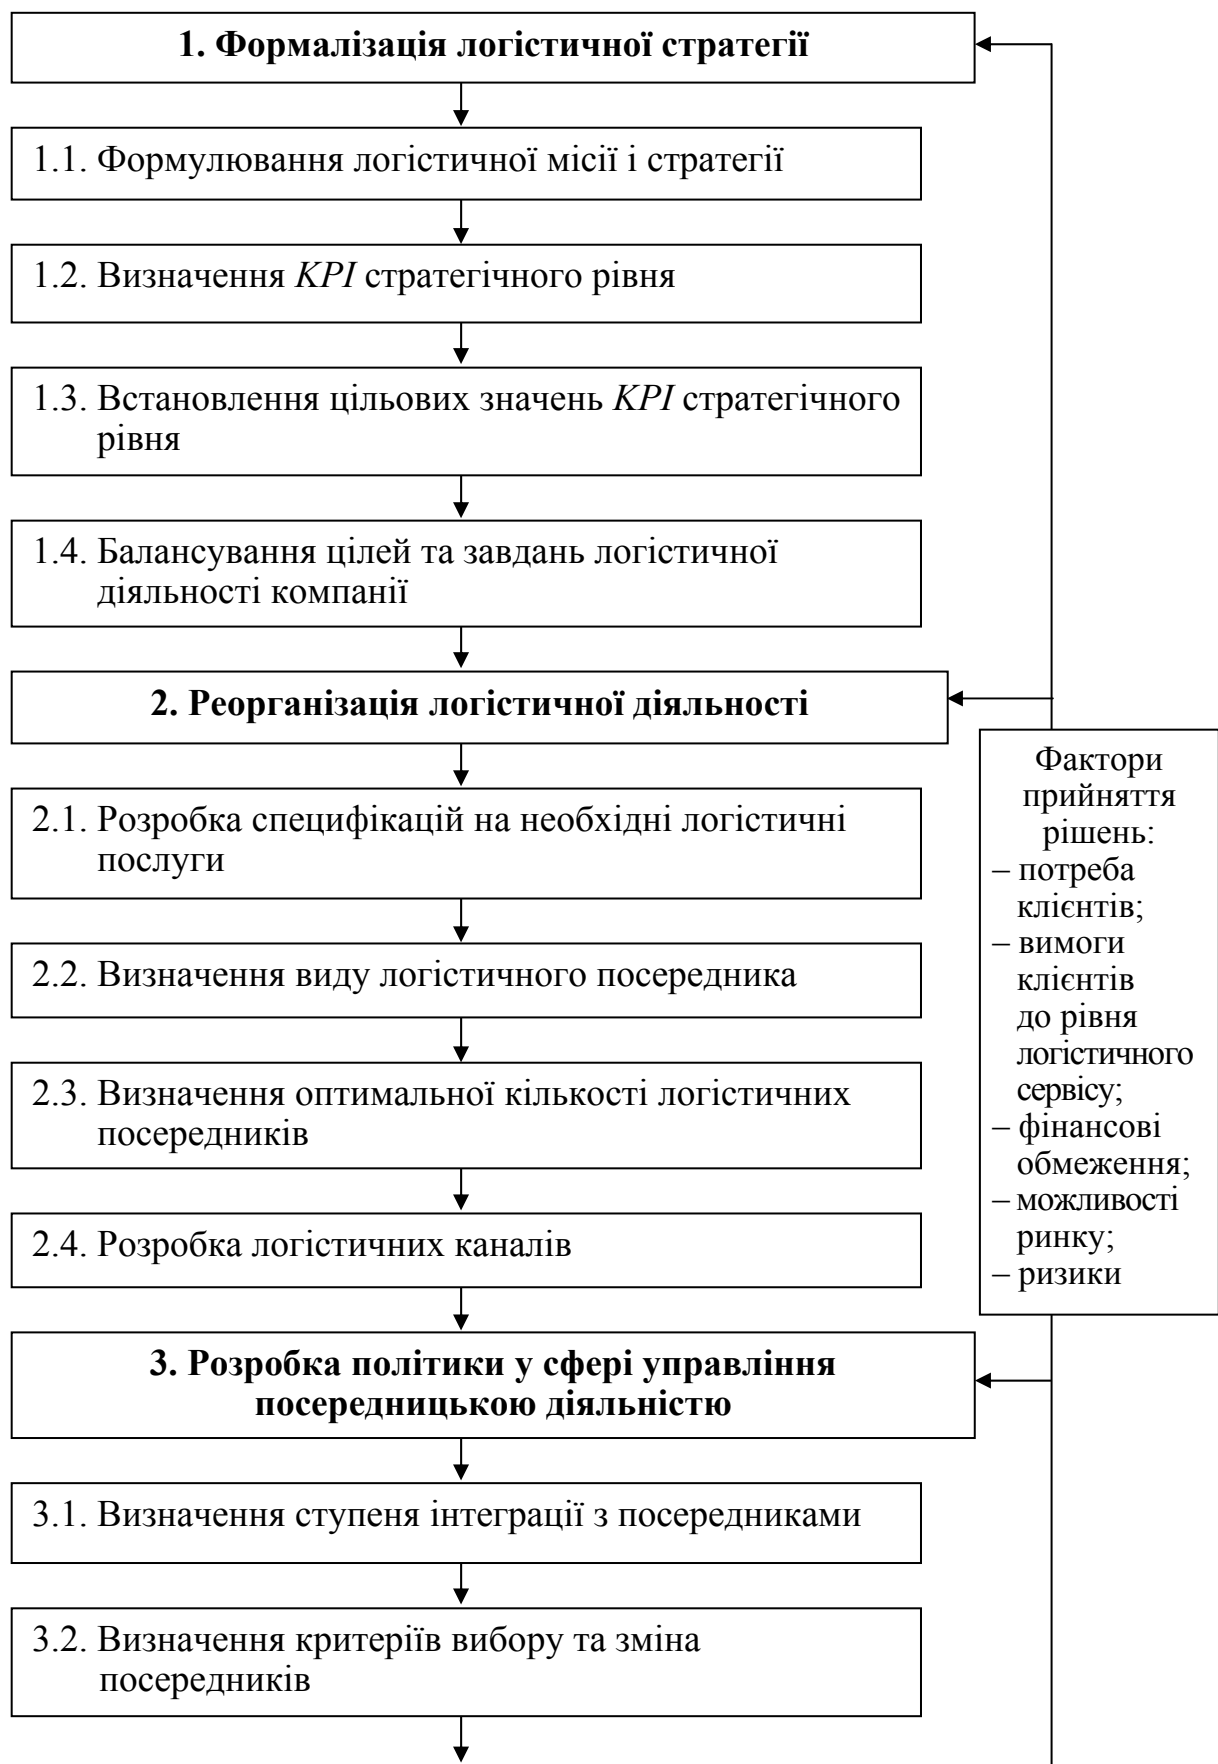 1. Формалізація логістичної стратегії
1.1. Формулювання логістичної місії і стратегії
1.2. Визначення KPI стратегічного рівня
1.3. Встановлення цільових значень KPI стратегічного
рівня
1.4. Балансування цілей та завдань логістичної
діяльності компанії
2. Реорганізація логістичної діяльності
2.1. Розробка специфікацій на необхідні логістичні
послуги
2.2. Визначення виду логістичного посередника
2.3. Визначення оптимальної кількості логістичних
посередників
2.4. Розробка логістичних каналів
3. Розробка політики у сфері управління
посередницькою діяльністю
3.1. Визначення ступеня інтеграції з посередниками
3.2. Визначення критеріїв вибору та зміна
посередників
Фактори
прийняття
рішень:
– потреба
клієнтів;
– вимоги
клієнтів
до рівня
логістичного
сервісу;
– фінансові
обмеження;
– можливості
ринку;
– ризики